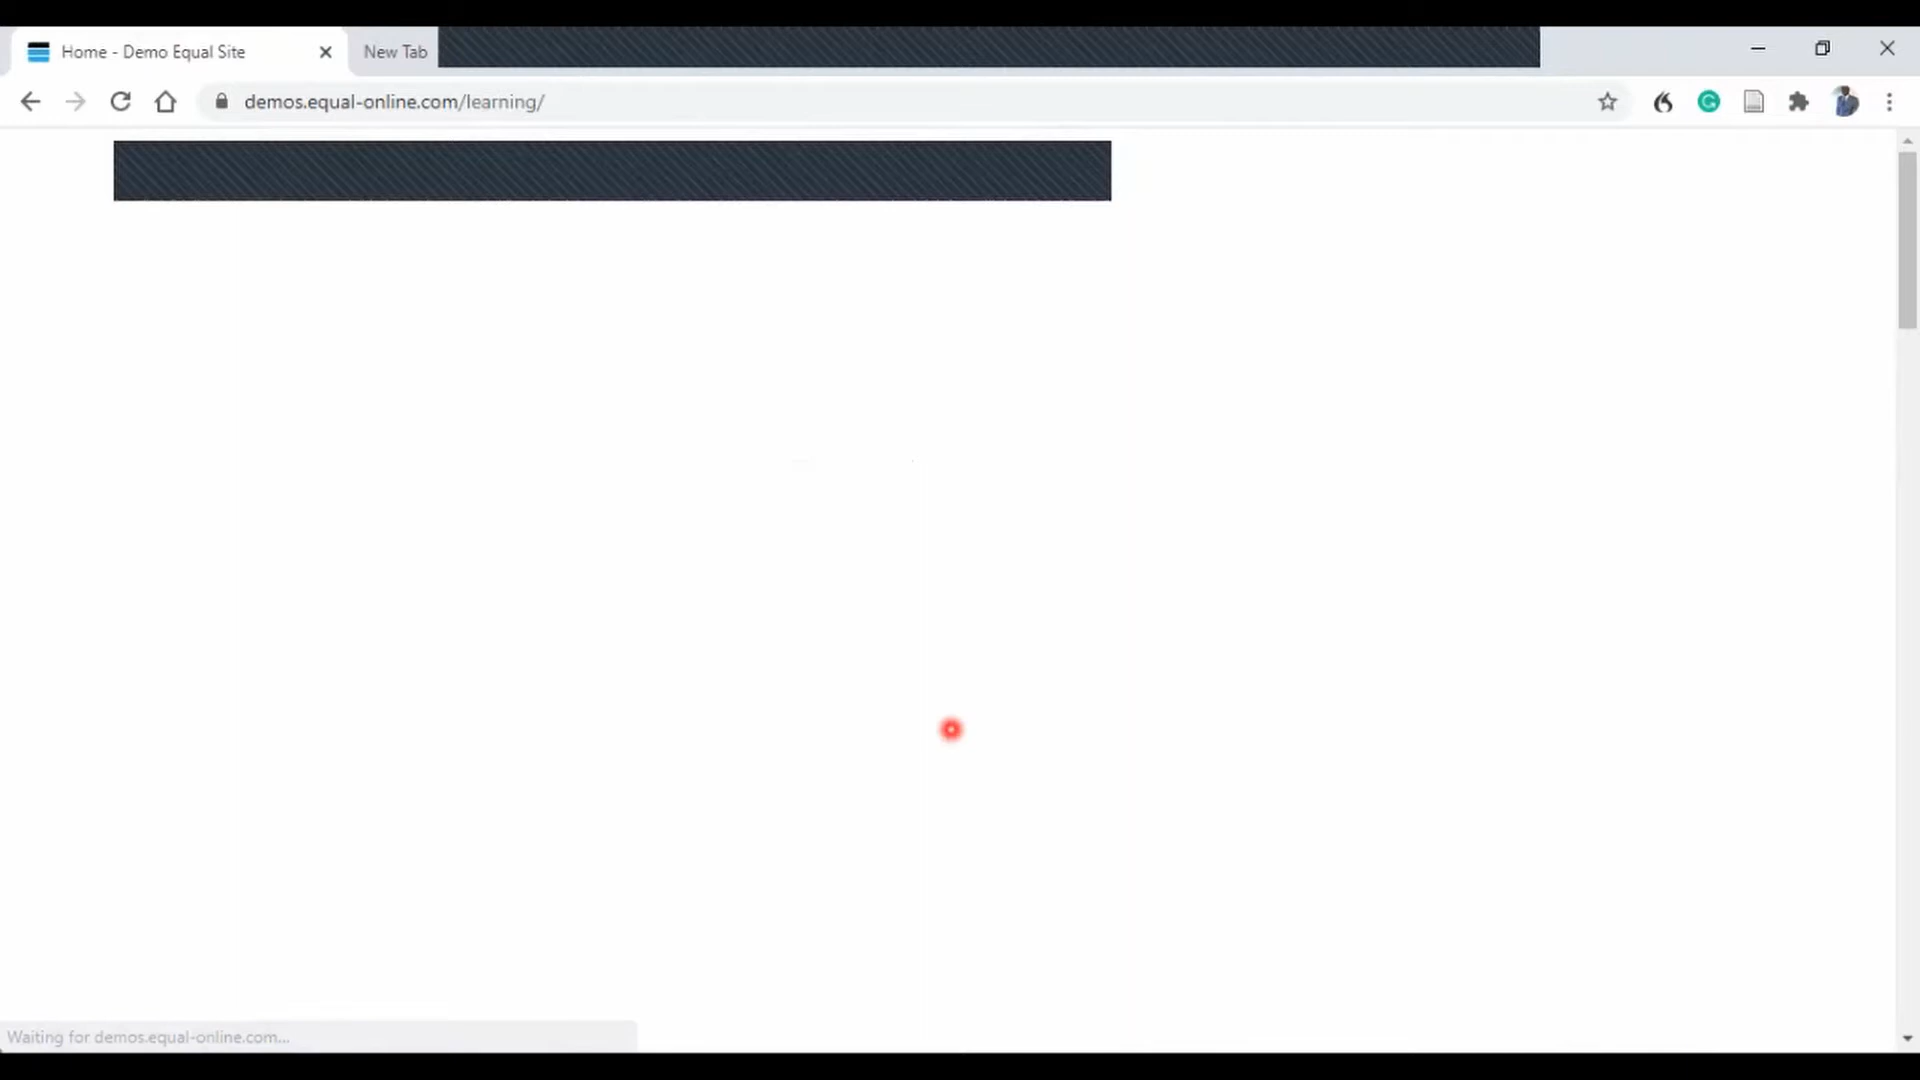 Home - Demo Equal Site
New Tab
demos.equal-online.com/learning/
Waiting for demos.equal-online.com...